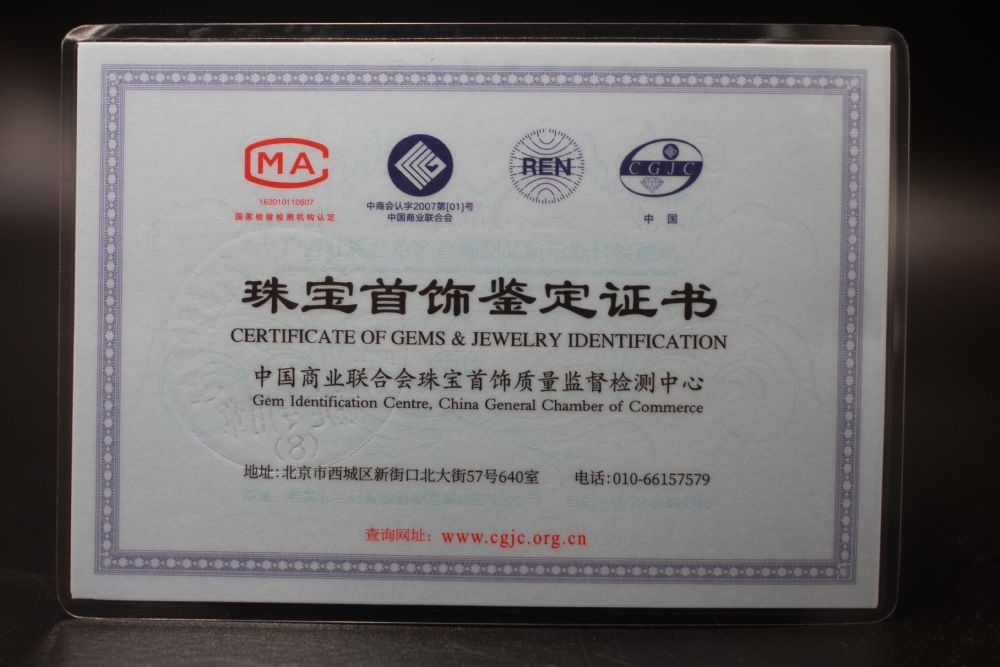 MA
162010110507
国家检验检测机构认定
中商会认字2007第[01]号
中国商业联合会
REN
CGJC
中国
珠宝首饰鉴定证书
CERTIFICATE OF GEMS & JEWELRY IDENTIFICATION
中国商业联合会珠宝首饰质量监督检测中心
Gem Identification Centre, China General Chamber of Commerce
(8)
地址:北京市西城区新街口北大街57号640室 电话:010-66157579
查询网址: www.cgjc.org.cn